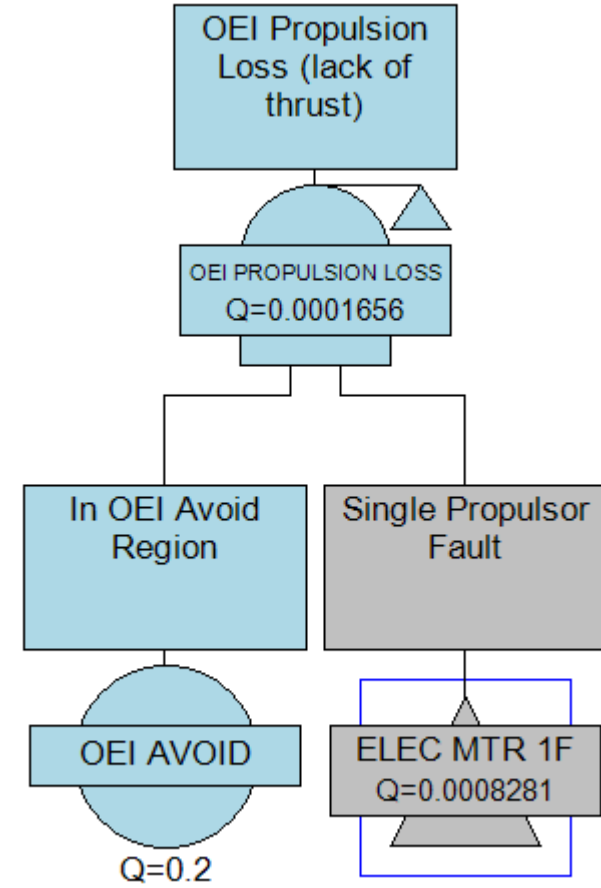 OEI Propulsion
Loss (lack of
thrust)
OEI PROPULSION LOSS
Q=0.0001656
In OEI Avoid
Region
Single Propulsor
Fault
OEI AVOID
Q=0.2
ELEC MTR 1F
Q=0.0008281